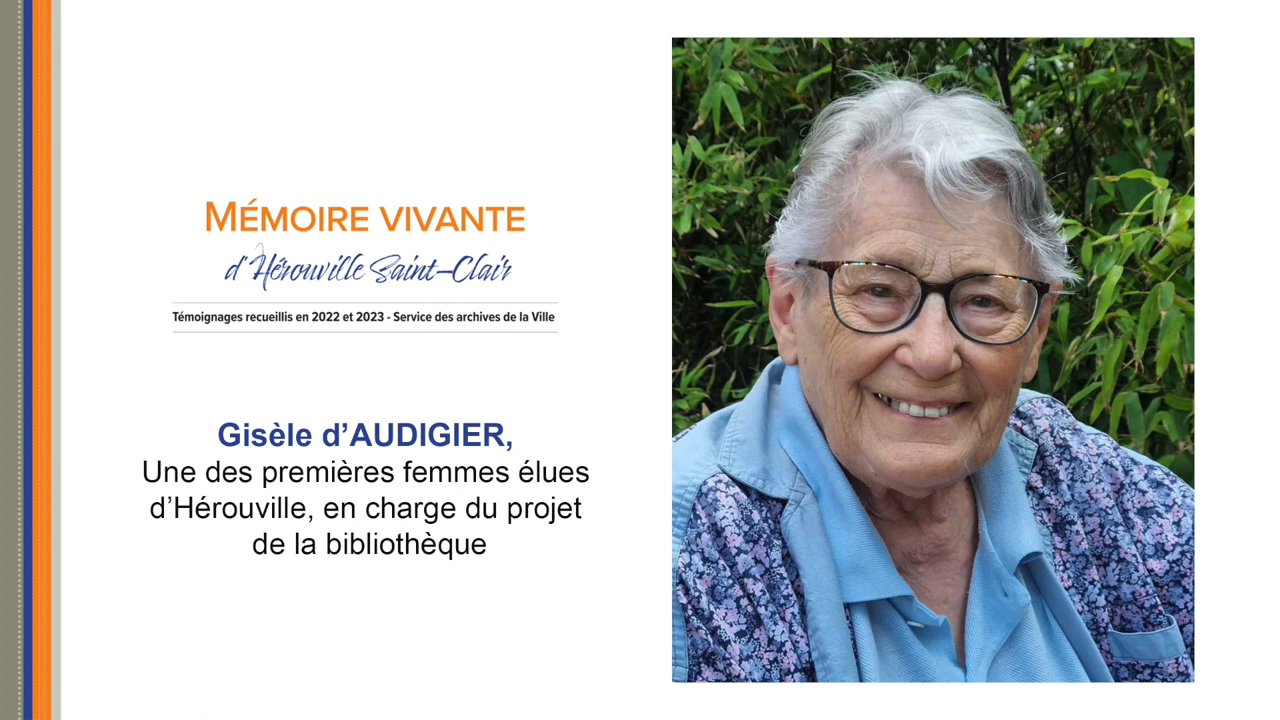 MÉMOIRE VIVANTE
d'Hérouville Saint-Clair
Témoignages recueillis en 2022 et 2023 - Service des archives de la Ville
Gisèle d’AUDIGIER,
Une des premières femmes élues
d’Hérouville, en charge du projet
de la bibliothèque